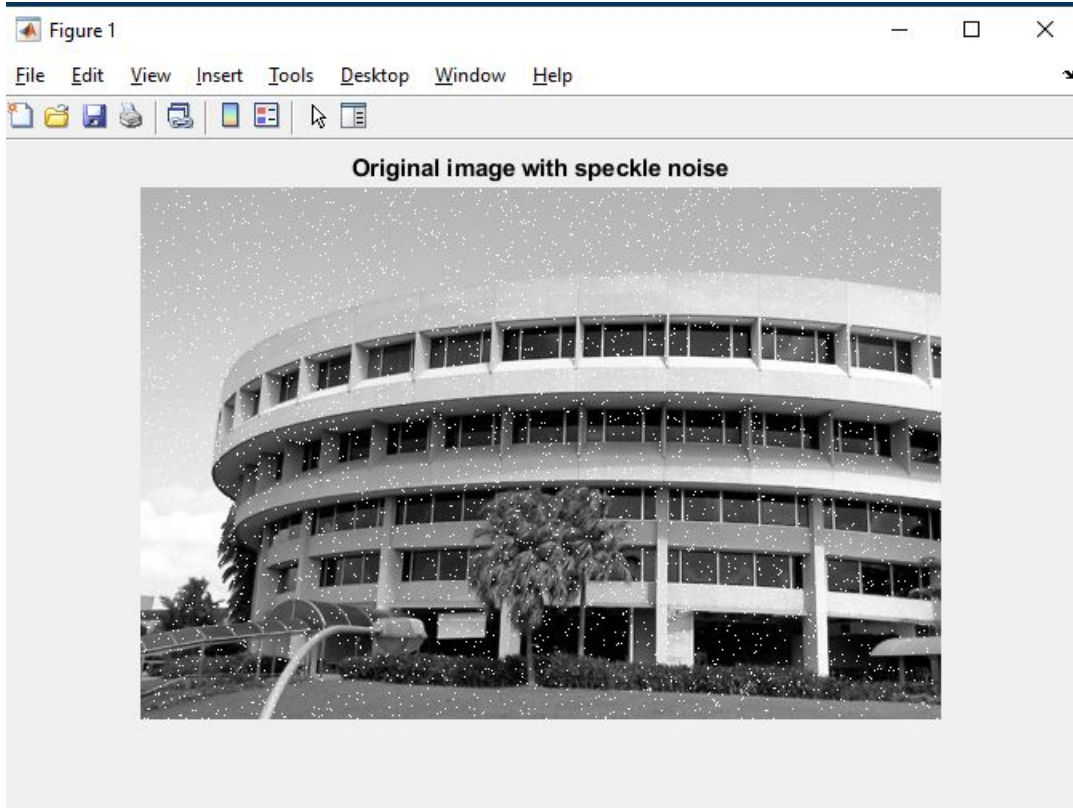 Figure 1
File Edit View Insert Tools Desktop Window Help
Original image with speckle noise